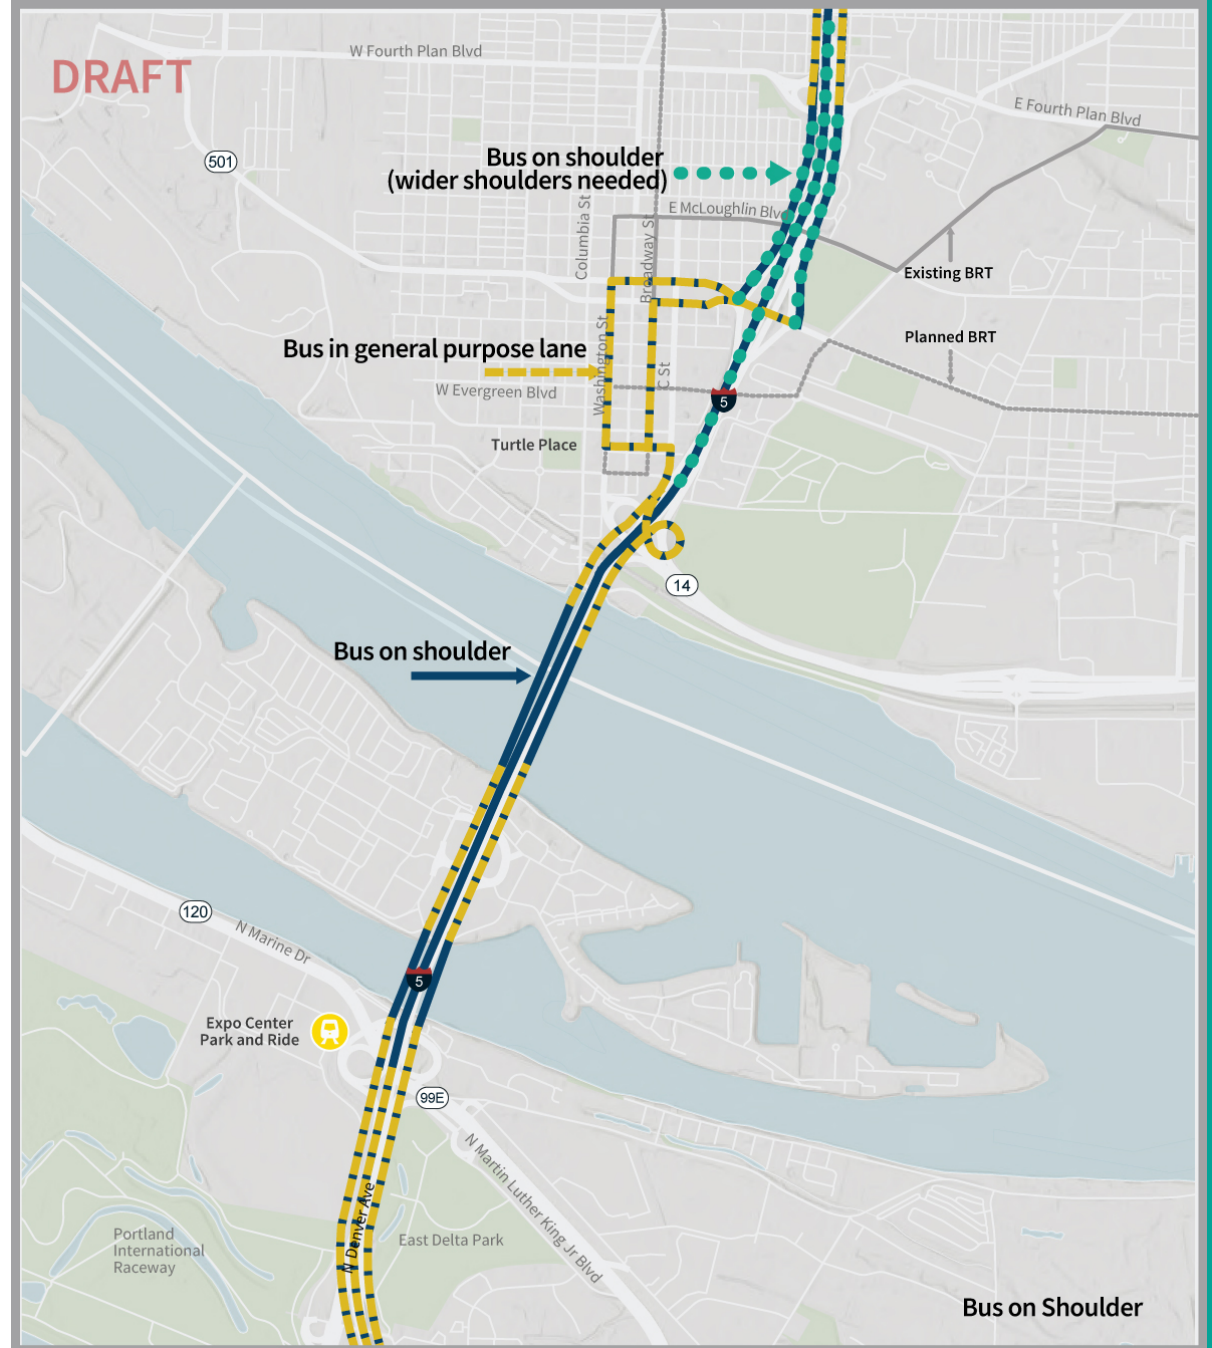 W Fourth Plan Blvd
DRAFT
E Fourth Plan Blvd
501
Bus on shoulder
(wider shoulders needed)
Columbia St
Broadway St
E McLoughlin Blvd
Existing BRT
Planned BRT
Bus in general purpose lane
Washington St
C St
W Evergreen Blvd
5
Turtle Place
14
Bus on shoulder
120
N Marine Dr
5
Expo Center
Park and Ride
99E
N Martin Luther King Jr Blvd
N Denver Ave
Portland
International
Raceway
East Delta Park
Bus on Shoulder